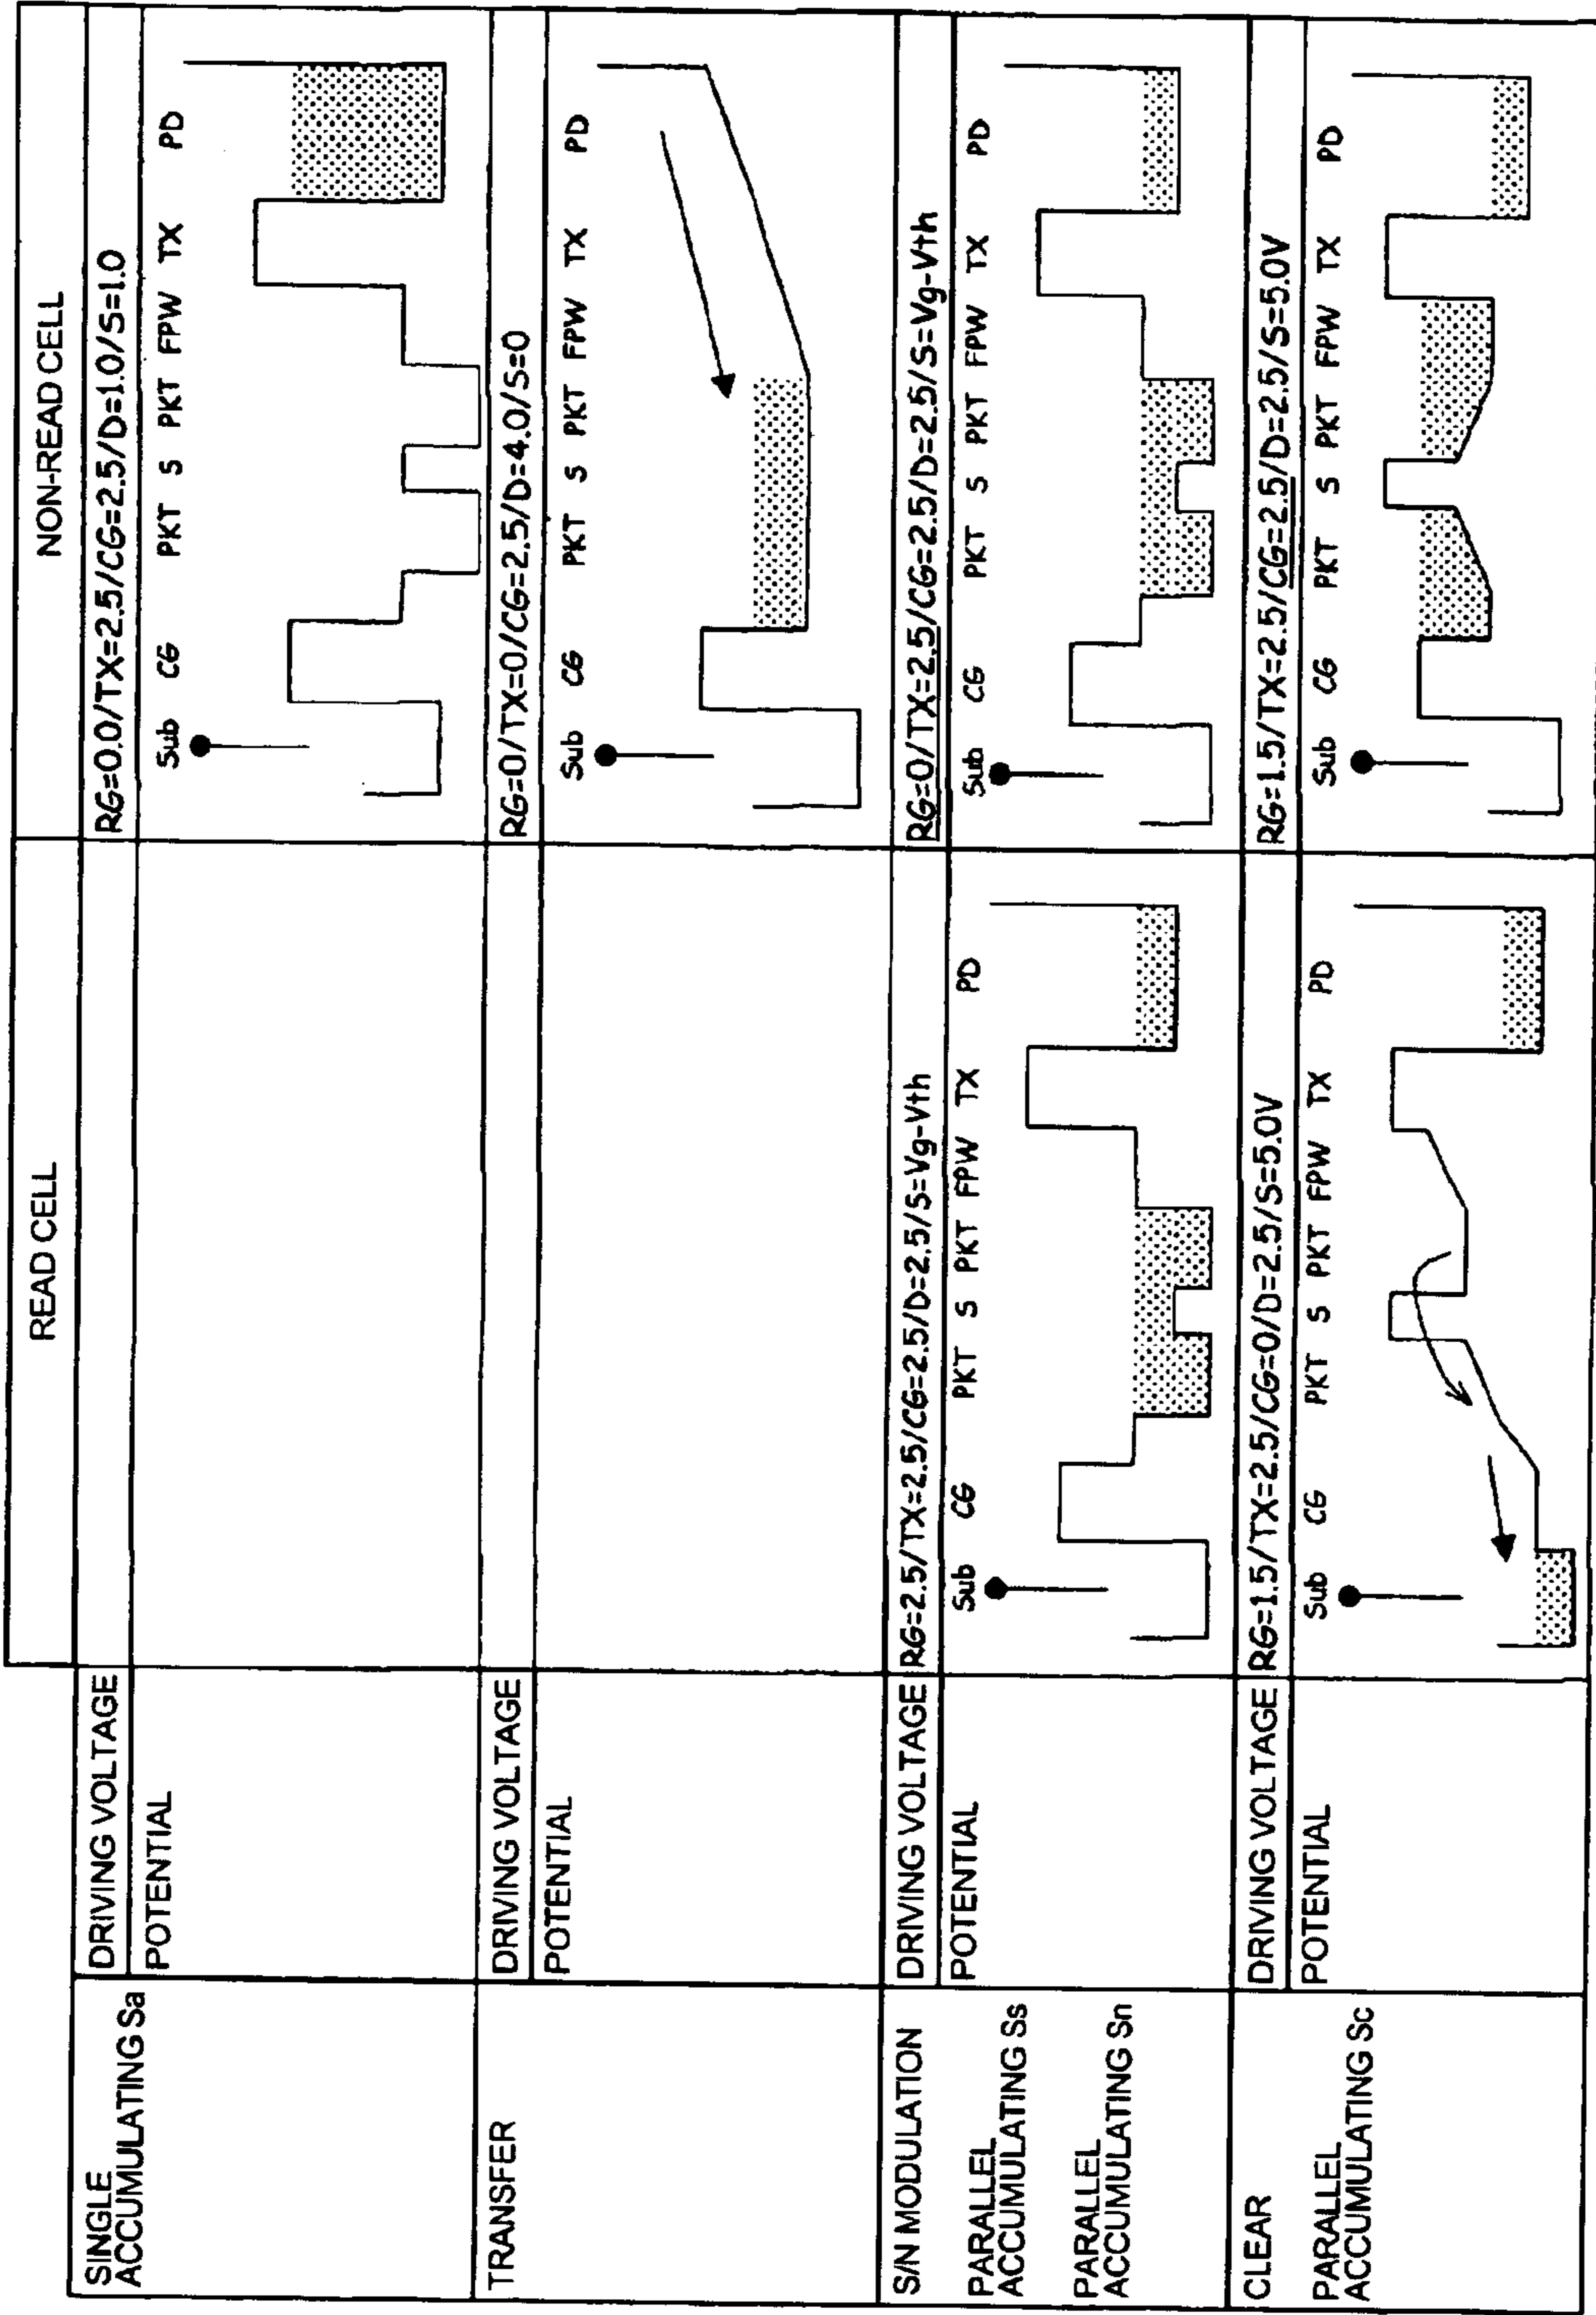 READ CELL
NON-READ CELL
SINGLE
ACCUMULATING Sa
DRIVING VOLTAGE
RG=0.0/TX=2.5/CG=2.5/D=1.0/S=1.0
POTENTIAL
Sub CG PKT S PKT FPW TX PD
TRANSFER
DRIVING VOLTAGE
RG=0/TX=0/CG=2.5/D=4.0/S=0
POTENTIAL
Sub CG PKT S PKT FPW TX PD
S/N MODULATION
PARALLEL
ACCUMULATING Ss
PARALLEL
ACCUMULATING Sn
DRIVING VOLTAGE
RG=2.5/TX=2.5/CG=2.5/D=2.5/S=Vg-Vth
RG=0/TX=2.5/CG=2.5/D=2.5/S=Vg-Vth
POTENTIAL
Sub CG PKT S PKT FPW TX PD
Sub CG PKT S PKT FPW TX PD
CLEAR
PARALLEL
ACCUMULATING Sc
DRIVING VOLTAGE
RG=1.5/TX=2.5/CG=0/D=2.5/S=5.0V
RG=1.5/TX=2.5/CG=2.5/D=2.5/S=5.0V
POTENTIAL
Sub CG PKT S PKT FPW TX PD
Sub CG PKT S PKT FPW TX PD